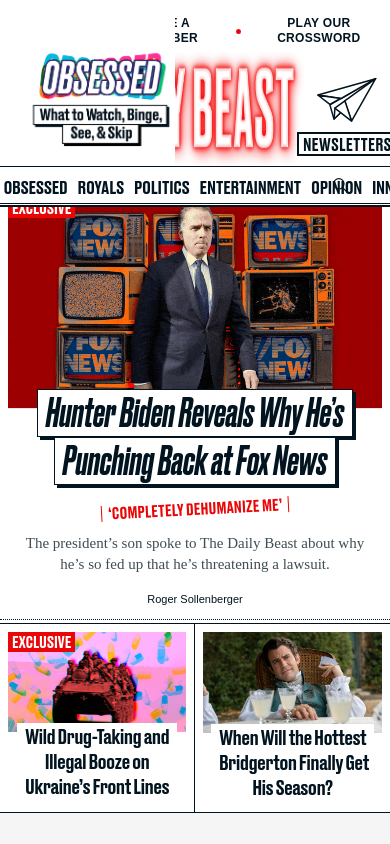 E A
BER
PLAY OUR
CROSSWORD
OBSESSED
What to Watch, Binge,
See, & Skip
Y BEAST
NEWSLETTERS
OBSESSED ROYALS POLITICS ENTERTAINMENT OPINION INN
EXCLUSIVE
FOX
NEWS
FOX
NEWS
FOX
NEWS
FOX
NEWS
Hunter Biden Reveals Why He’s
Punching Back at Fox News
‘COMPLETELY DEHUMANIZE ME’
The president’s son spoke to The Daily Beast about why
he’s so fed up that he’s threatening a lawsuit.
Roger Sollenberger
EXCLUSIVE
Wild Drug-Taking and
Illegal Booze on
Ukraine’s Front Lines
When Will the Hottest
Bridgerton Finally Get
His Season?